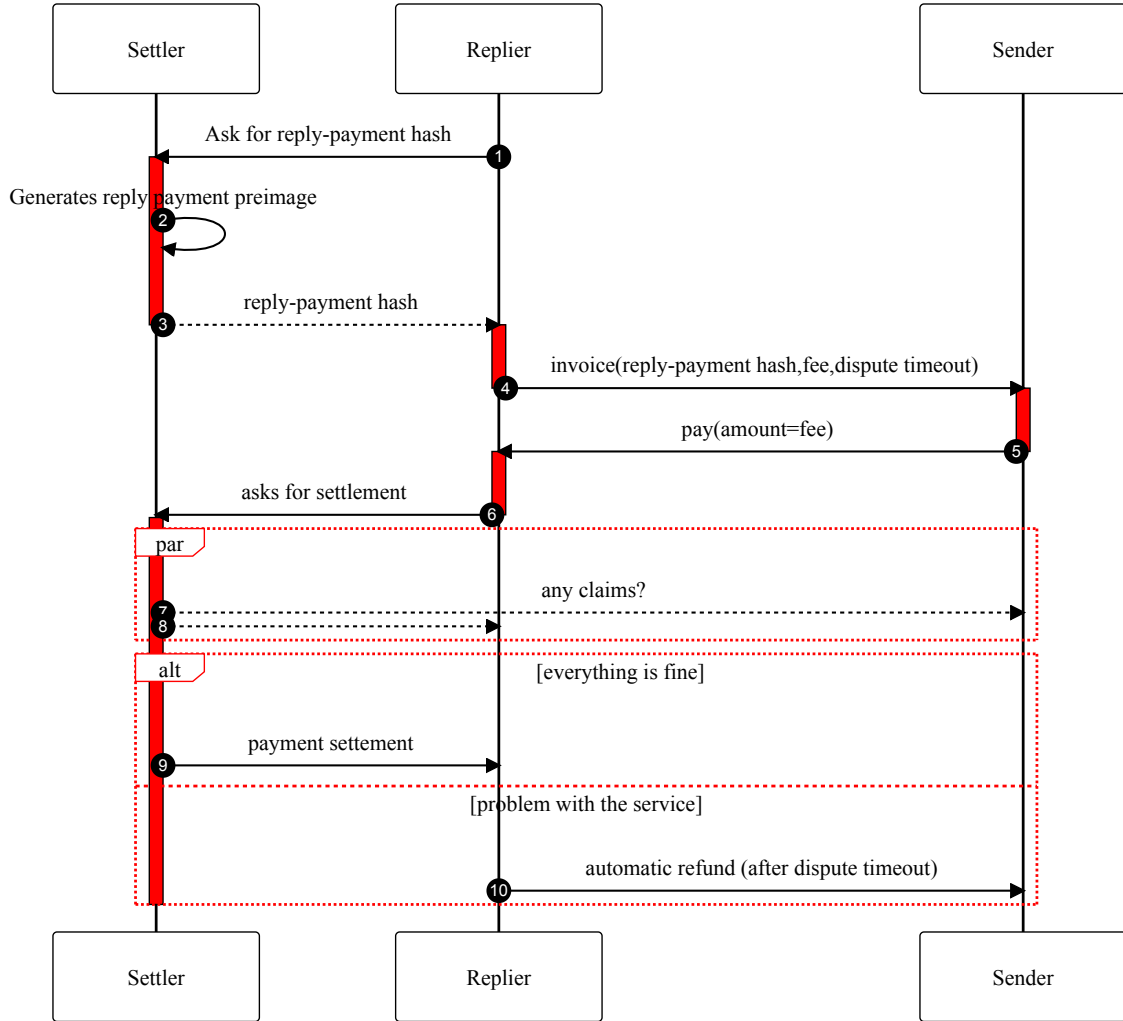 Settler
Replier
Sender
Ask for reply-payment hash
1
Generates reply payment preimage
2
reply-payment hash
3
invoice(reply-payment hash,fee,dispute timeout)
4
pay(amount=fee)
5
asks for settlement
6
par
any claims?
7
8
alt
[everything is fine]
payment settement
9
[problem with the service]
automatic refund (after dispute timeout)
10
Settler
Replier
Sender